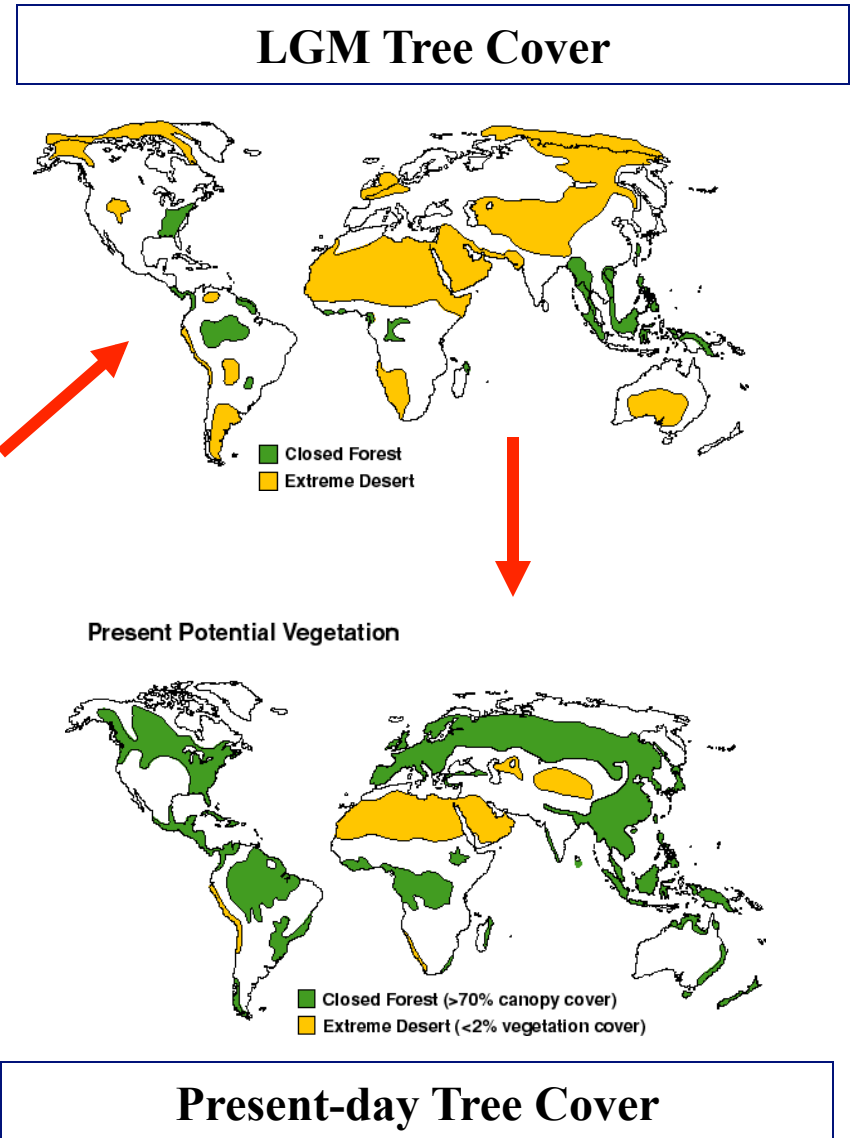 LGM Tree Cover
Closed Forest
Extreme Desert
Present Potential Vegetation
Closed Forest (>70% canopy cover)
Extreme Desert (<2% vegetation cover)
Present-day Tree Cover